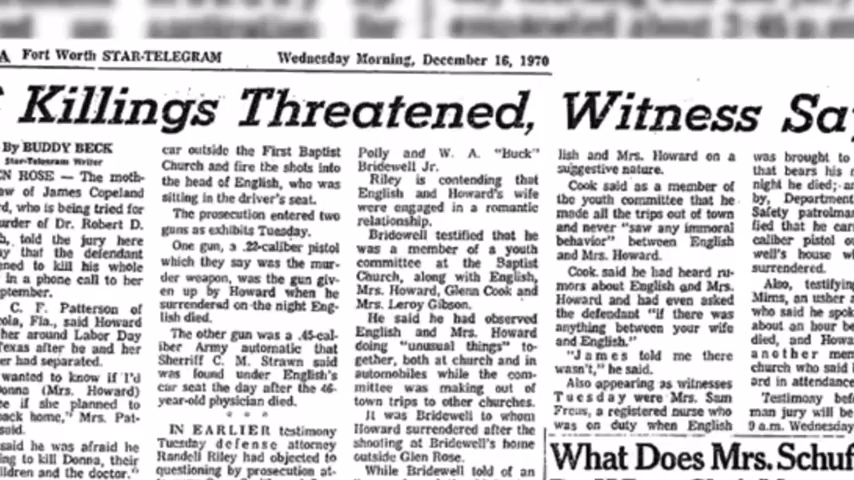 A Fort Worth STAR-TELEGRAM Wednesday Morning, December 16, 1970
Killings Threatened, Witness Say
By BUDDY BECK
Star-Telegram Writer
EN ROSE — The moth-
w of James Copeland
d, who is being tried for
urder of Dr. Robert D.
h, told the jury here
ay that the defendant
ened to kill his whole
in a phone call to her
ptember.
C. F. Patterson of
cola, Fla., said Howard
her around Labor Day
Texas after he and her
er had separated.
wanted to know if I'd
onna (Mrs. Howard)
e if she planned to
back home," Mrs. Pat-
said.
said he was afraid he
ing to kill Donna, their
ildren and the doctor."
car outside the First Baptist
Church and fire the shots into
the head of English, who was
sitting in the driver's seat.
The prosecution entered two
guns as exhibits Tuesday.
One gun, a .22-caliber pistol
which they say was the mur-
der weapon, was the gun giv-
en up by Howard when he
surrendered on the night Eng-
lish died.
The other gun was a .45-cal-
iber Army automatic that
Sherriff C. M. Strawn said
was found under English's
car seat the day after the 46-
year-old physician died.
* * *
IN EARLIER testimony
Tuesday defense attorney
Randell Riley had objected to
questioning by prosecution at-
Polly and W. A. "Buck"
Bridewell Jr.
Riley is contending that
English and Howard's wife
were engaged in a romantic
relationship.
Bridewell testified that he
was a member of a youth
committee at the Baptist
Church, along with English,
Mrs. Howard, Glenn Cook and
Mrs. Leroy Gibson.
He said he had observed
English and Mrs. Howard
doing "unusual things" to-
gether, both at church and in
automobiles while the com-
mittee was making out of
town trips to other churches.
It was Bridewell to whom
Howard surrendered after the
shooting at Bridewell's home
outside Glen Rose.
While Bridewell told of an
lish and Mrs. Howard on a
suggestive nature.
Cook said as a member of
the youth committee that he
made all the trips out of town
and never "saw any immoral
behavior" between English
and Mrs. Howard.
Cook said he had heard ru-
mors about English and Mrs.
Howard and had even asked
the defendant "if there was
anything between your wife
and English."
"James told me there
wasn't," he said.
Also appearing as witnesses
Tuesday were Mrs. Sam
Freus, a registered nurse who
was on duty when English
was brought to
that bears his n
night he died; a
by, Department
Safety patrolma
fied that he car
caliber pistol ou
well's house wh
surrendered.
Also, testifying
Mims, an usher a
who said he spok
about an hour be
died, and Howa
another mem
church who said h
ard in attendance
Testimony befo
man jury will be
9 a.m. Wednesday
What Does Mrs. Schuf